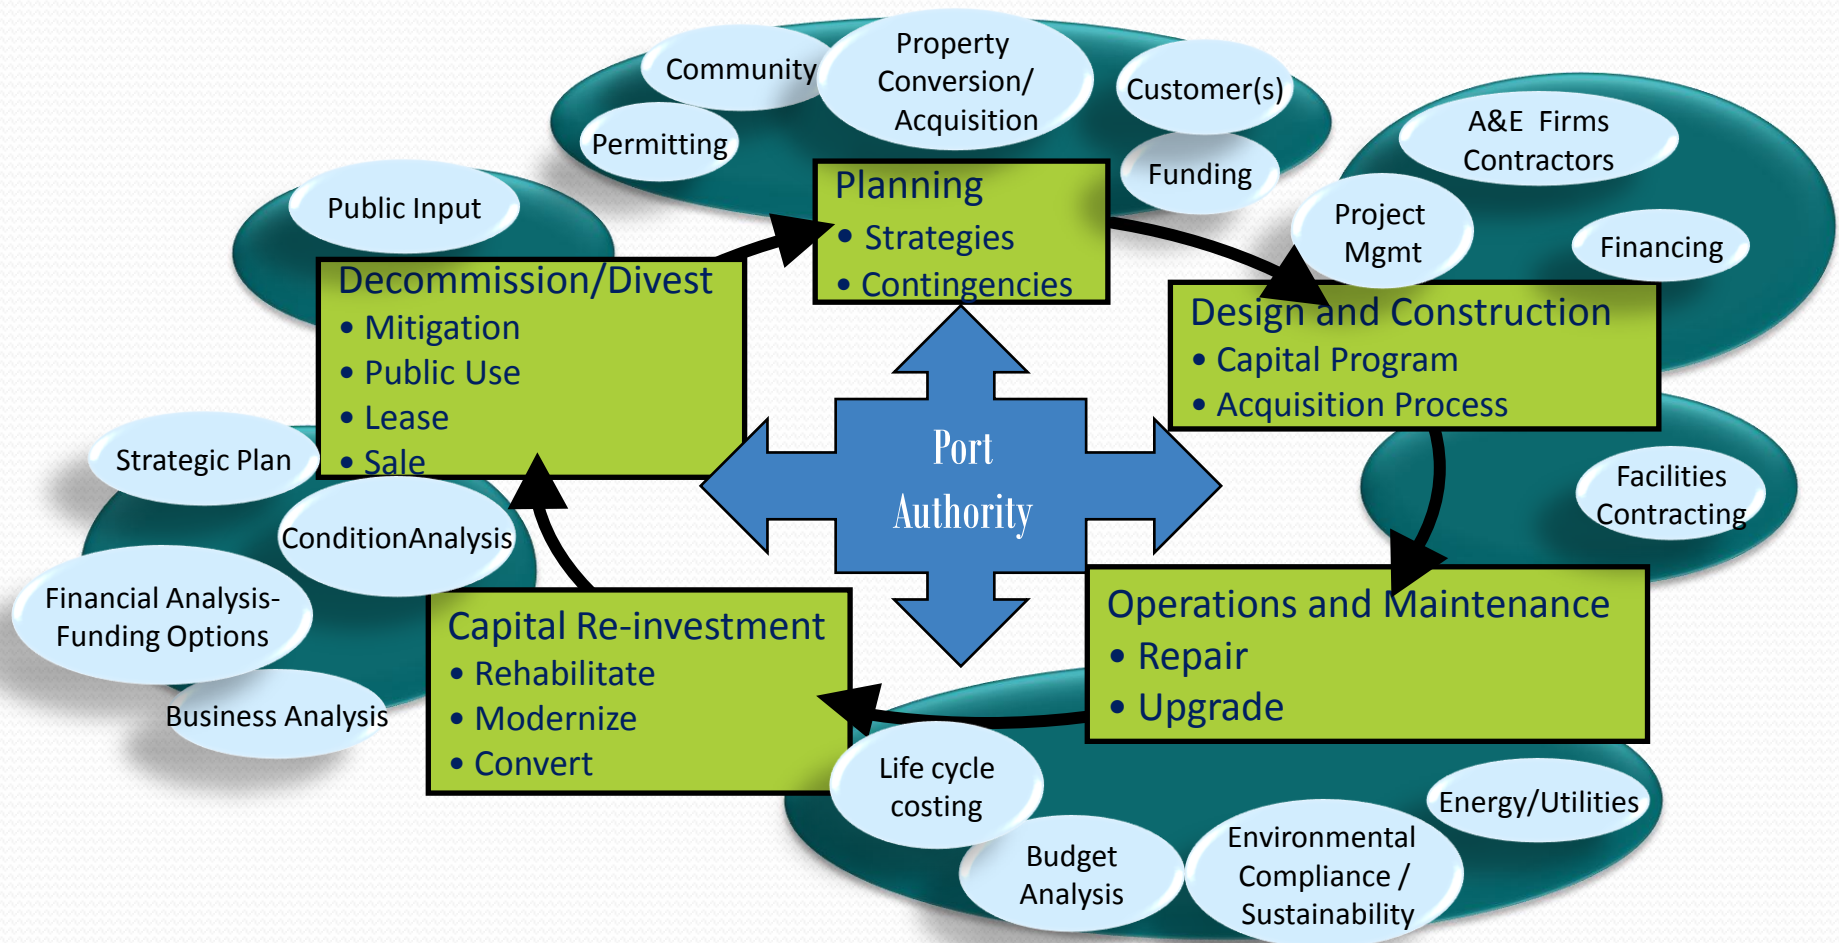 Community
Property
Conversion/
Acquisition
Customer(s)
Permitting
Funding
Planning
• Strategies
• Contingencies
A&E Firms
Contractors
Project
Mgmt
Financing
Design and Construction
• Capital Program
• Acquisition Process
Facilities
Contracting
Operations and Maintenance
• Repair
• Upgrade
Energy/Utilities
Environmental
Compliance /
Sustainability
Budget
Analysis
Life cycle
costing
Capital Re-investment
• Rehabilitate
• Modernize
• Convert
Strategic Plan
ConditionAnalysis
Financial Analysis-
Funding Options
Business Analysis
Public Input
Decommission/Divest
• Mitigation
• Public Use
• Lease
• Sale
Port
Authority